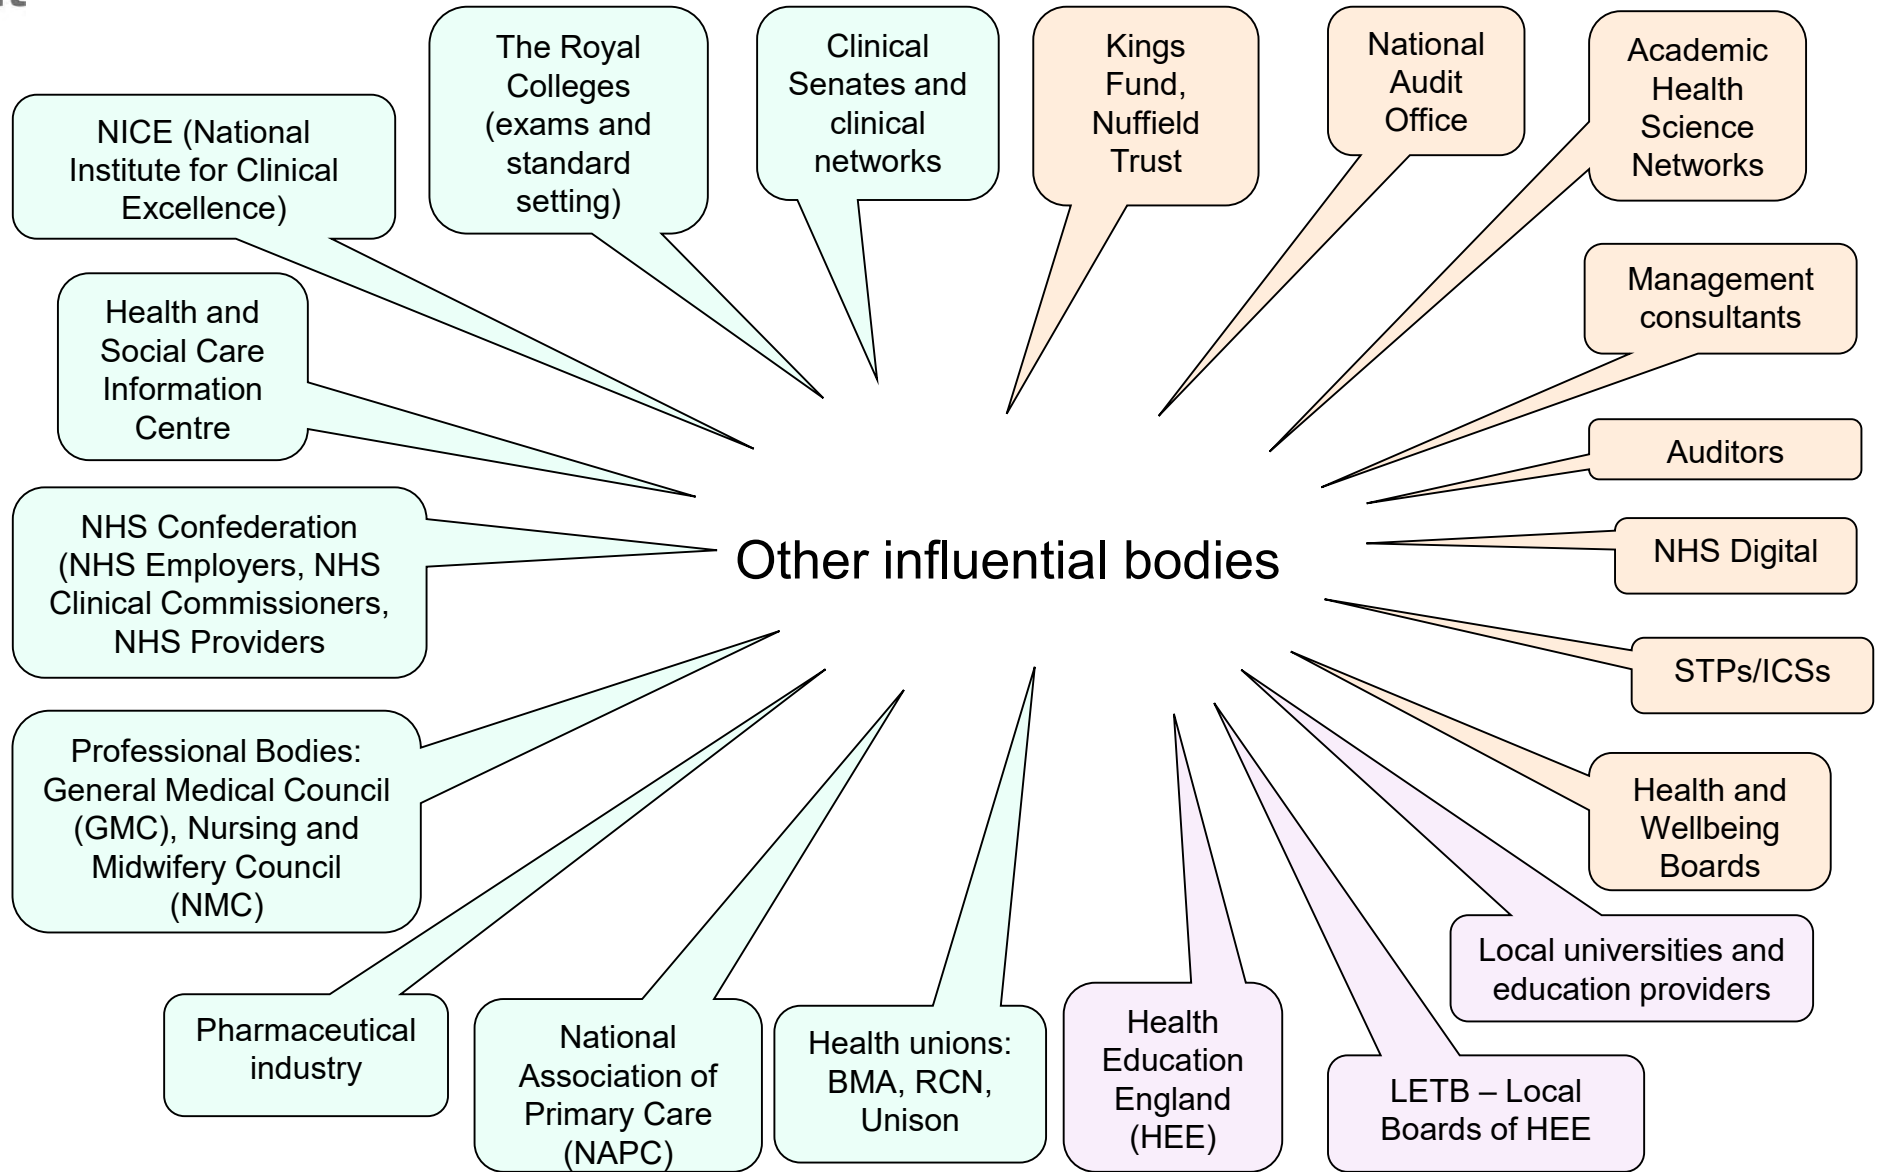 The Royal
Colleges
(exams and
standard
setting)
Clinical
Senates and
clinical
networks
Kings
Fund,
Nuffield
Trust
National
Audit
Office
Academic
Health
Science
Networks
NICE (National
Institute for Clinical
Excellence)
Management
consultants
Health and
Social Care
Information
Centre
Auditors
NHS Confederation
(NHS Employers, NHS
Clinical Commissioners,
NHS Providers
Other influential bodies
NHS Digital
STPs/ICSs
Professional Bodies:
General Medical Council
(GMC), Nursing and
Midwifery Council
(NMC)
Health and
Wellbeing
Boards
Local universities and
education providers
Pharmaceutical
industry
National
Association of
Primary Care
(NAPC)
Health unions:
BMA, RCN,
Unison
Health
Education
England
(HEE)
LETB – Local
Boards of HEE